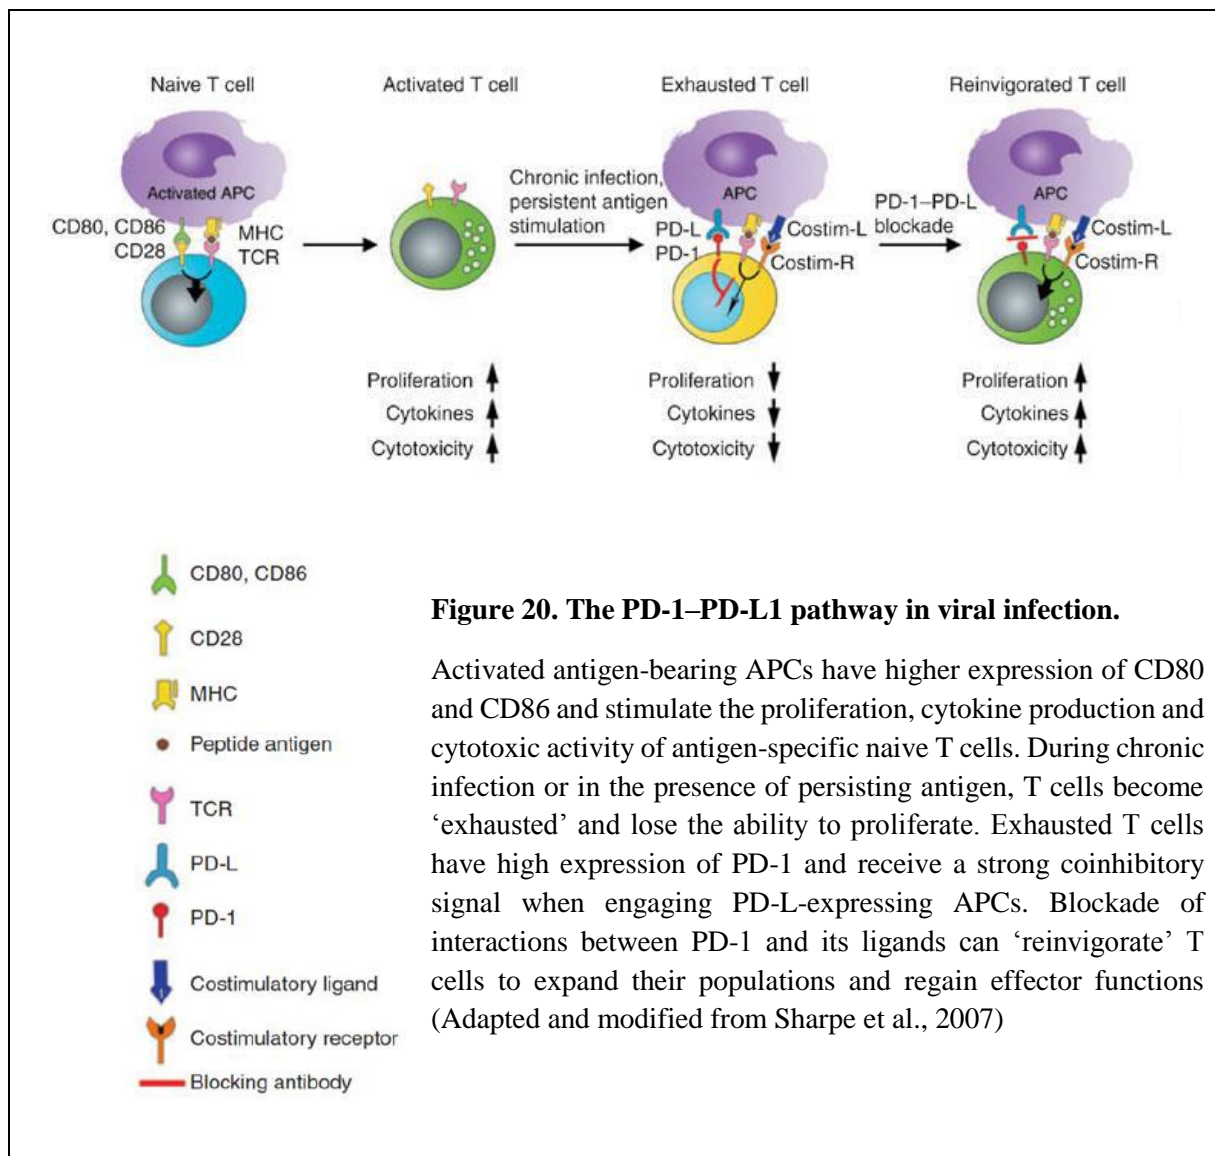 Naive T cell
Activated T cell
Exhausted T cell
Reinvigorated T cell
Activated APC
CD80, CD86
CD28
MHC
TCR
Chronic infection,
persistent antigen
stimulation
APC
PD-L
PD-1
Costim-L
Costim-R
PD-1–PD-L
blockade
APC
Costim-L
Costim-R
Proliferation
Cytokines
Cytotoxicity
Proliferation
Cytokines
Cytotoxicity
Proliferation
Cytokines
Cytotoxicity
CD80, CD86
CD28
MHC
Peptide antigen
TCR
PD-L
PD-1
Costimulatory ligand
Costimulatory receptor
Blocking antibody
Figure 20. The PD-1–PD-L1 pathway in viral infection.
Activated antigen-bearing APCs have higher expression of CD80
and CD86 and stimulate the proliferation, cytokine production and
cytotoxic activity of antigen-specific naive T cells. During chronic
infection or in the presence of persisting antigen, T cells become
‘exhausted’ and lose the ability to proliferate. Exhausted T cells
have high expression of PD-1 and receive a strong coinhibitory
signal when engaging PD-L-expressing APCs. Blockade of
interactions between PD-1 and its ligands can ‘reinvigorate’ T
cells to expand their populations and regain effector functions
(Adapted and modified from Sharpe et al., 2007)